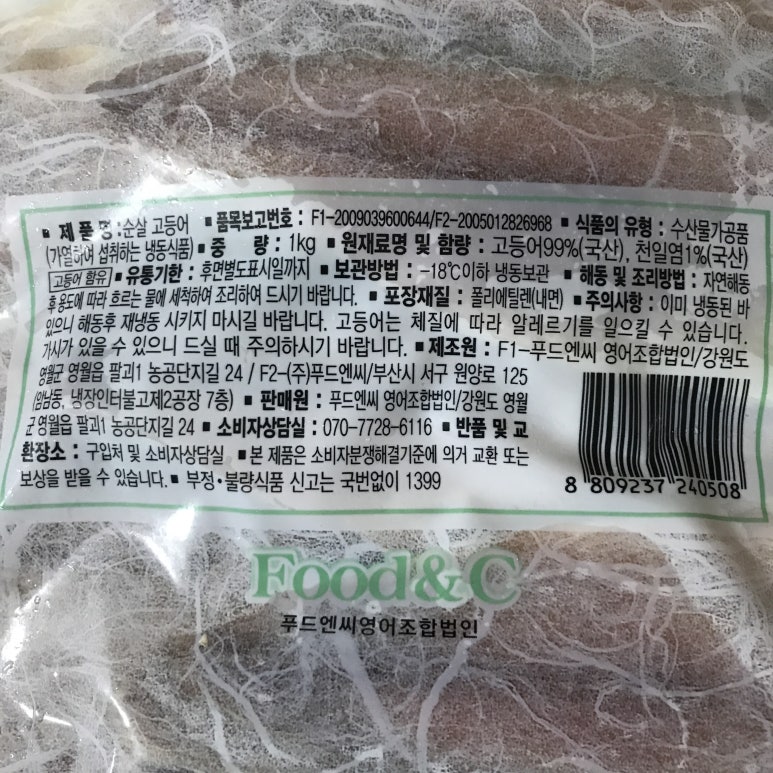 ■ 제 품 명 : 순살 고등어 ■ 품목보고번호 : F1-2009039600644/F2-2005012826968 ■ 식품의 유형 : 수산물가공품
(가열하여 섭취하는 냉동식품) ■ 중 량 : 1kg ■ 원재료명 및 함량 : 고등어99%(국산), 천일염1%(국산)
고등어 함유 ■ 유통기한 : 후면별도표시일까지 ■ 보관방법 : -18℃이하 냉동보관 ■ 해동 및 조리방법 : 자연해동
후 용도에 따라 흐르는 물에 세척하여 조리하여 드시기 바랍니다. ■ 포장재질 : 폴리에틸렌(내면) ■ 주의사항 : 이미 냉동된 바
있으니 해동후 재냉동 시키지 마시길 바랍니다. 고등어는 체질에 따라 알레르기를 일으킬 수 있습니다.
가시가 있을 수 있으니 드실 때 주의하시기 바랍니다. ■ 제조원 : F1-푸드엔씨 영어조합법인/강원도
영월군 영월읍 팔괴1 농공단지길 24 / F2-(주)푸드엔씨/부산시 서구 원양로 125
(암남동, 냉장인터불고제2공장 7층) ■ 판매원 : 푸드엔씨 영어조합법인/강원도 영월
군 영월읍 팔괴1 농공단지길 24 ■ 소비자상담실 : 070-7728-6116 ■ 반품 및 교
환장소 : 구입처 및 소비자상담실 ■ 본 제품은 소비자분쟁해결기준에 의거 교환 또는
보상을 받을 수 있습니다. ■ 부정·불량식품 신고는 국번없이 1399
8 809237 240508
Food&C
푸드엔씨영어조합법인